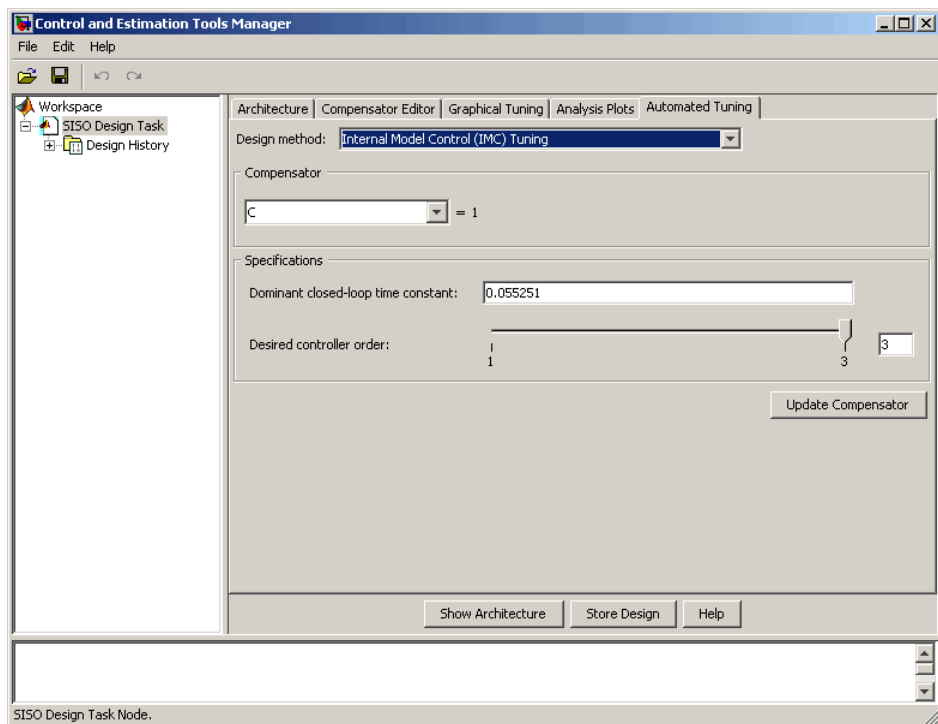 Control and Estimation Tools Manager
File Edit Help
Workspace
SISO Design Task
Design History
Architecture Compensator Editor Graphical Tuning Analysis Plots Automated Tuning
Design method: Internal Model Control (IMC) Tuning
Compensator
C = 1
Specifications
Dominant closed-loop time constant: 0.055251
Desired controller order: 3
1 3
Update Compensator
Show Architecture Store Design Help
SISO Design Task Node.